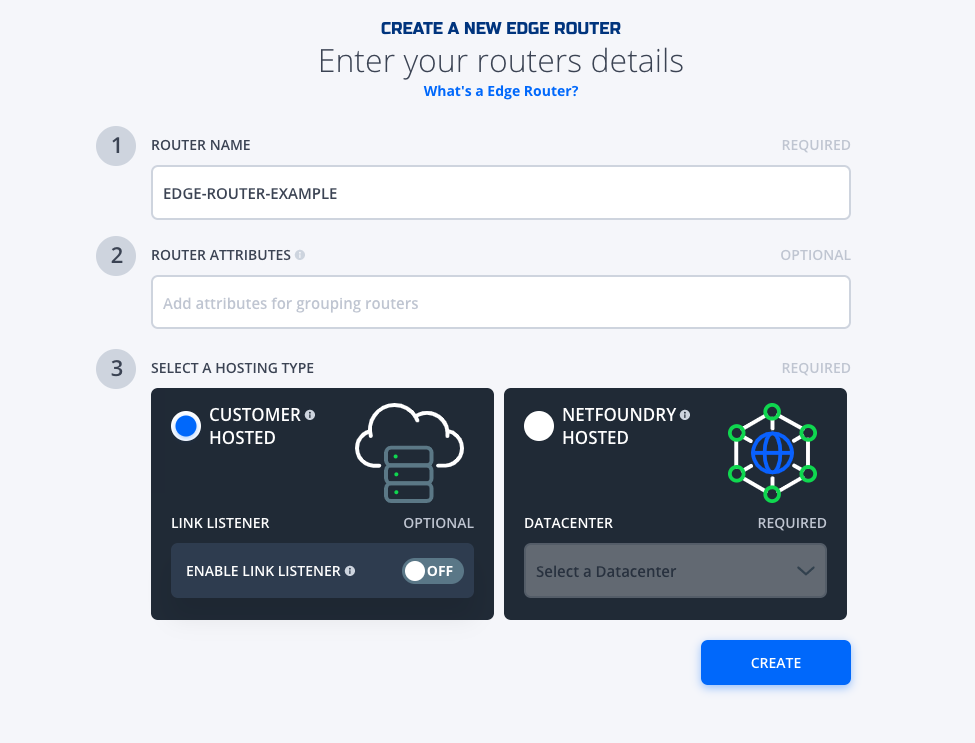 CREATE A NEW EDGE ROUTER
Enter your routers details
What's a Edge Router?
1
ROUTER NAME
REQUIRED
EDGE-ROUTER-EXAMPLE
2
ROUTER ATTRIBUTES
OPTIONAL
Add attributes for grouping routers
3
SELECT A HOSTING TYPE
REQUIRED
CUSTOMER
HOSTED
LINK LISTENER
OPTIONAL
ENABLE LINK LISTENER
OFF
NETFOUNDRY
HOSTED
DATACENTER
REQUIRED
Select a Datacenter
CREATE